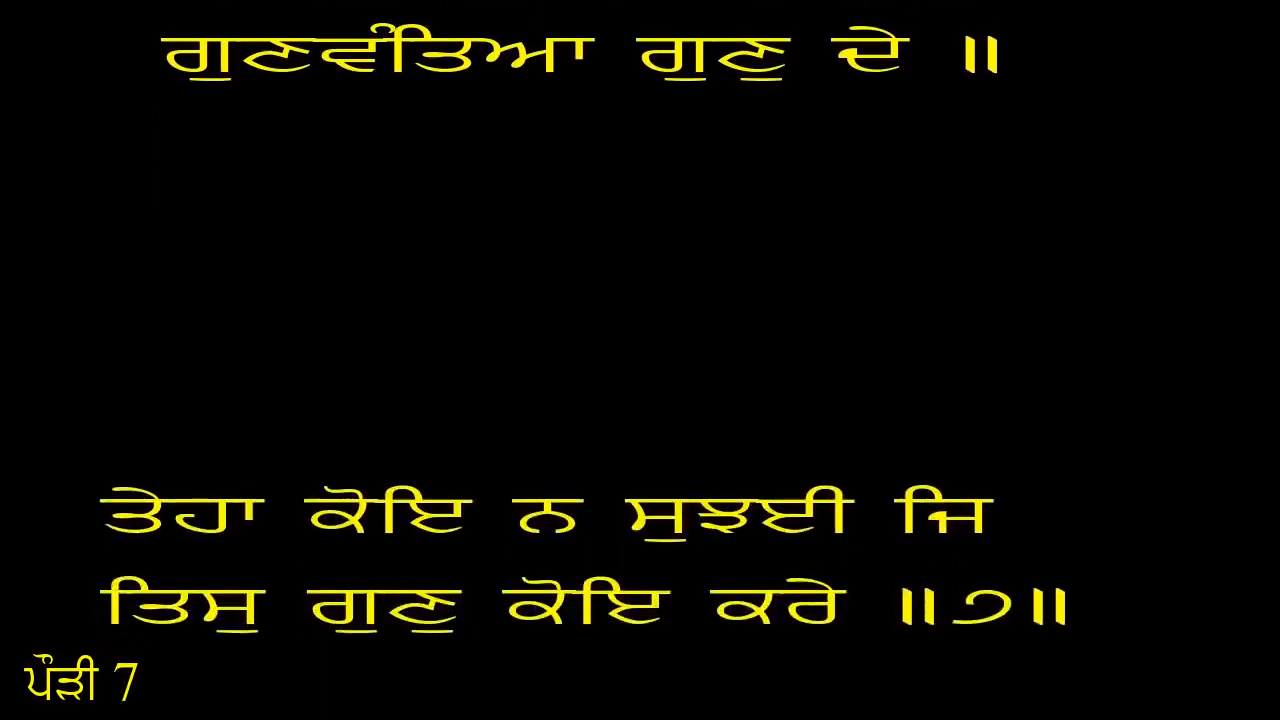 ਗੁਣਵੰਤਿਆ ਗੁਣੁ ਦੇ ॥
ਤੇਹਾ ਕੋਇ ਨ ਸੁਝਈ ਜਿ
ਤਿਸੁ ਗੁਣੁ ਕੋਇ ਕਰੇ ॥੭॥
ਪੌੜੀ 7